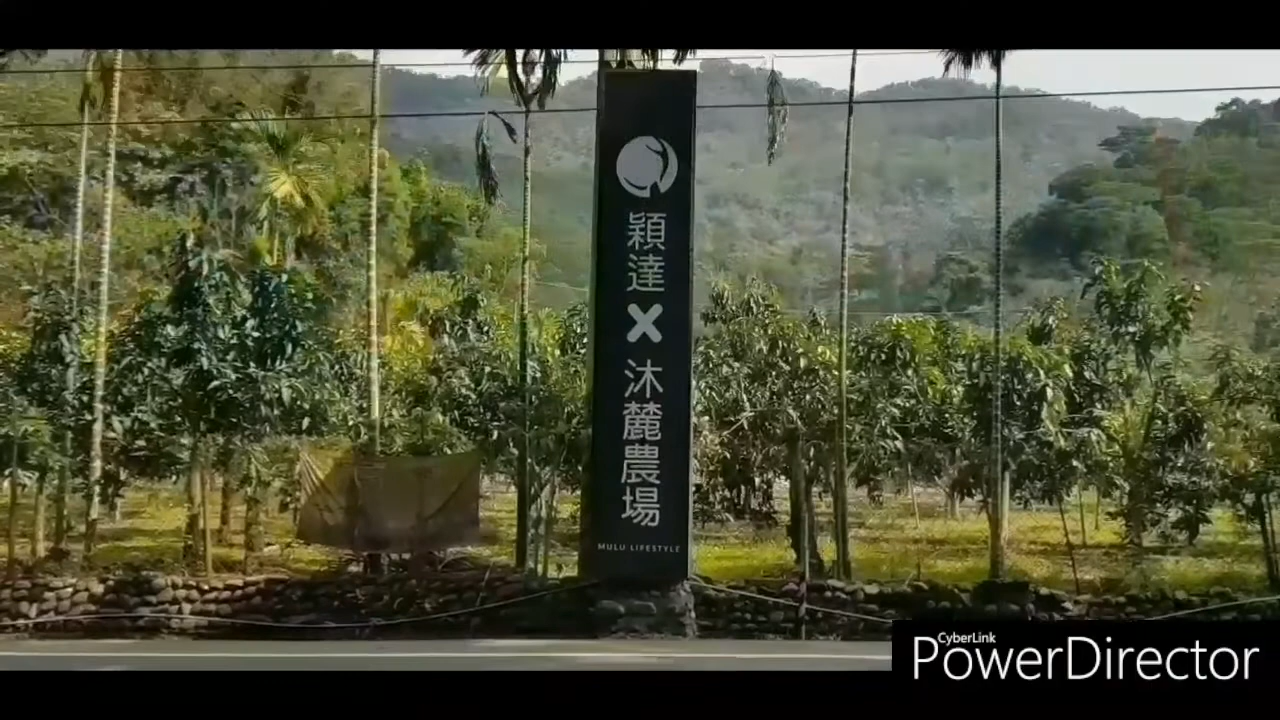 穎達
×
沐麓農場
MULU LIFESTYLE
CyberLink
PowerDirector